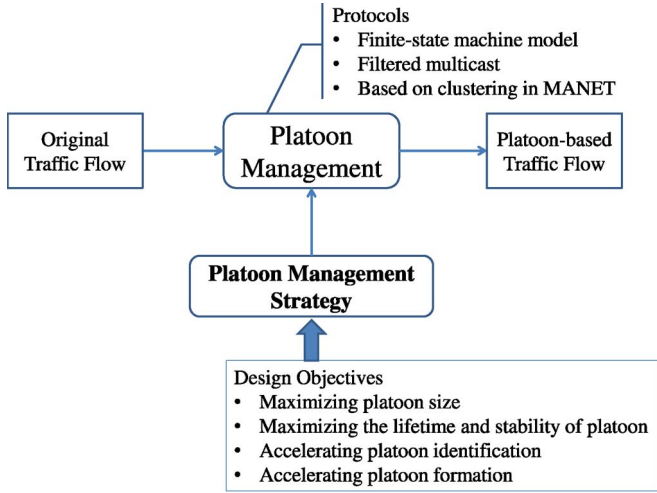 Protocols
• Finite-state machine model
• Filtered multicast
• Based on clustering in MANET
Original
Traffic Flow
Platoon
Management
Platoon-based
Traffic Flow
Platoon Management
Strategy
Design Objectives
• Maximizing platoon size
• Maximizing the lifetime and stability of platoon
• Accelerating platoon identification
• Accelerating platoon formation